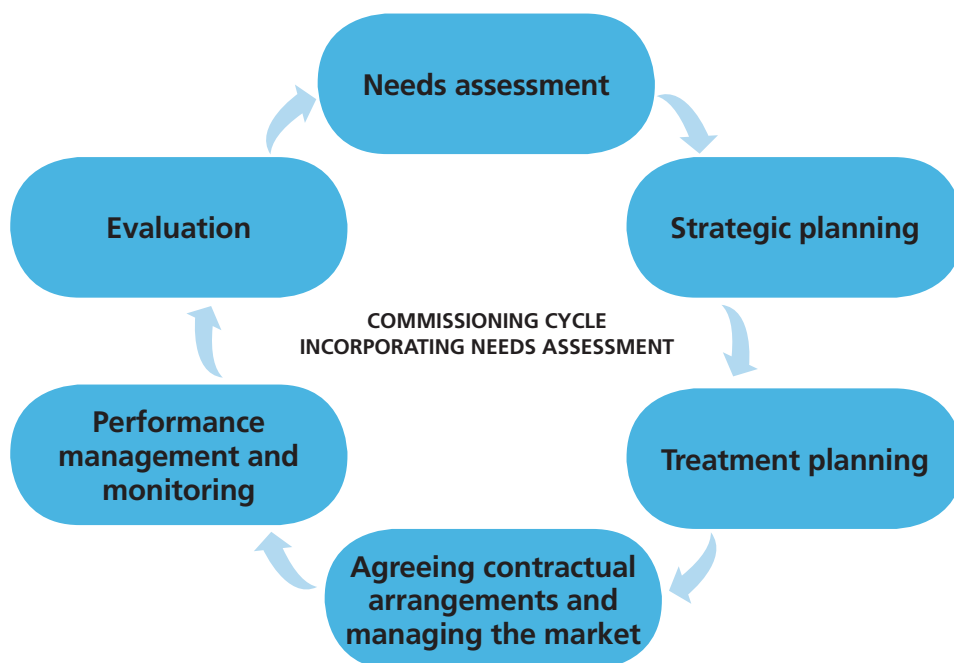 Needs assessment
Strategic planning
Treatment planning
Agreeing contractual
arrangements and
managing the market
Performance
management and
monitoring
Evaluation
COMMISSIONING CYCLE
INCORPORATING NEEDS ASSESSMENT